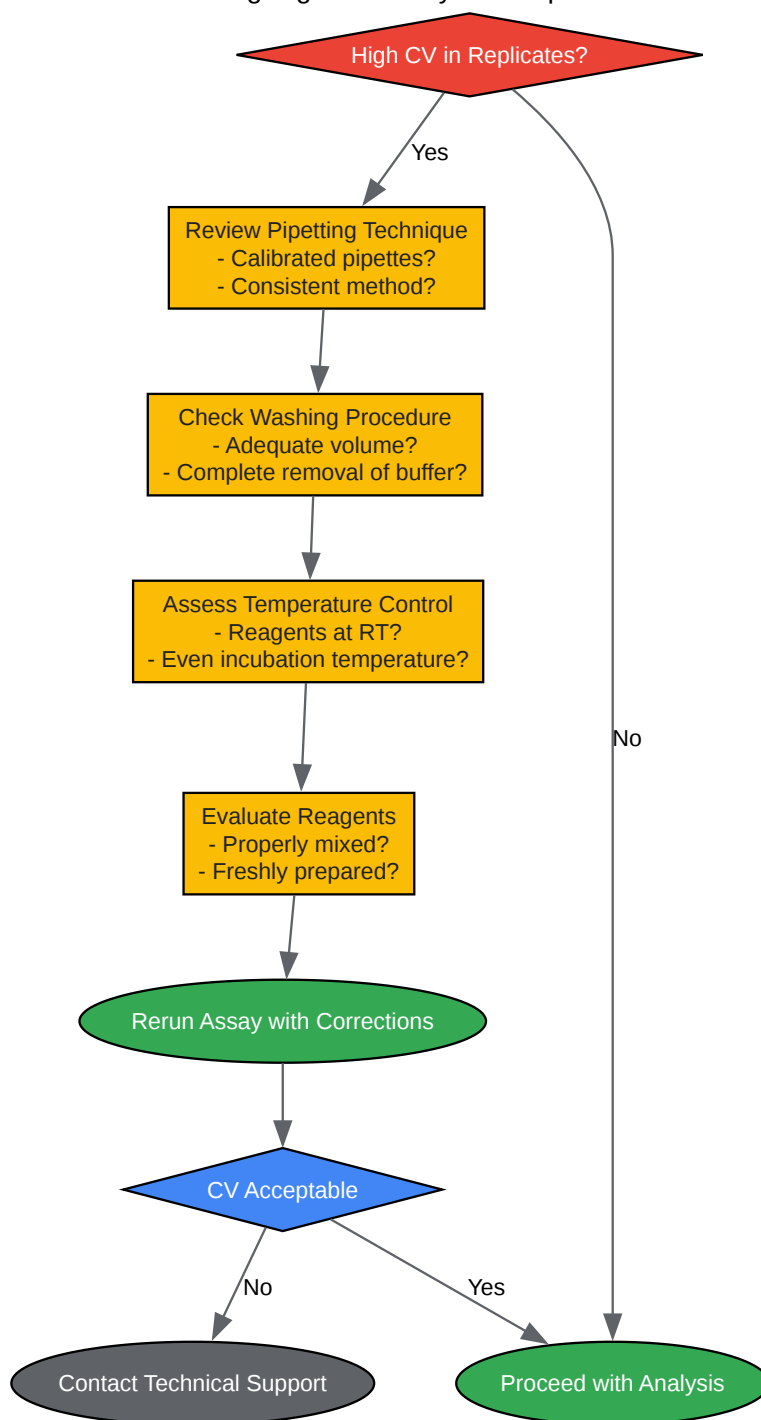 High CV in Replicates?
Yes
Review Pipetting Technique
- Calibrated pipettes?
- Consistent method?
Check Washing Procedure
- Adequate volume?
- Complete removal of buffer?
Assess Temperature Control
- Reagents at RT?
- Even incubation temperature?
No
Evaluate Reagents
- Properly mixed?
- Freshly prepared?
Rerun Assay with Corrections
CV Acceptable
No
Yes
Contact Technical Support
Proceed with Analysis